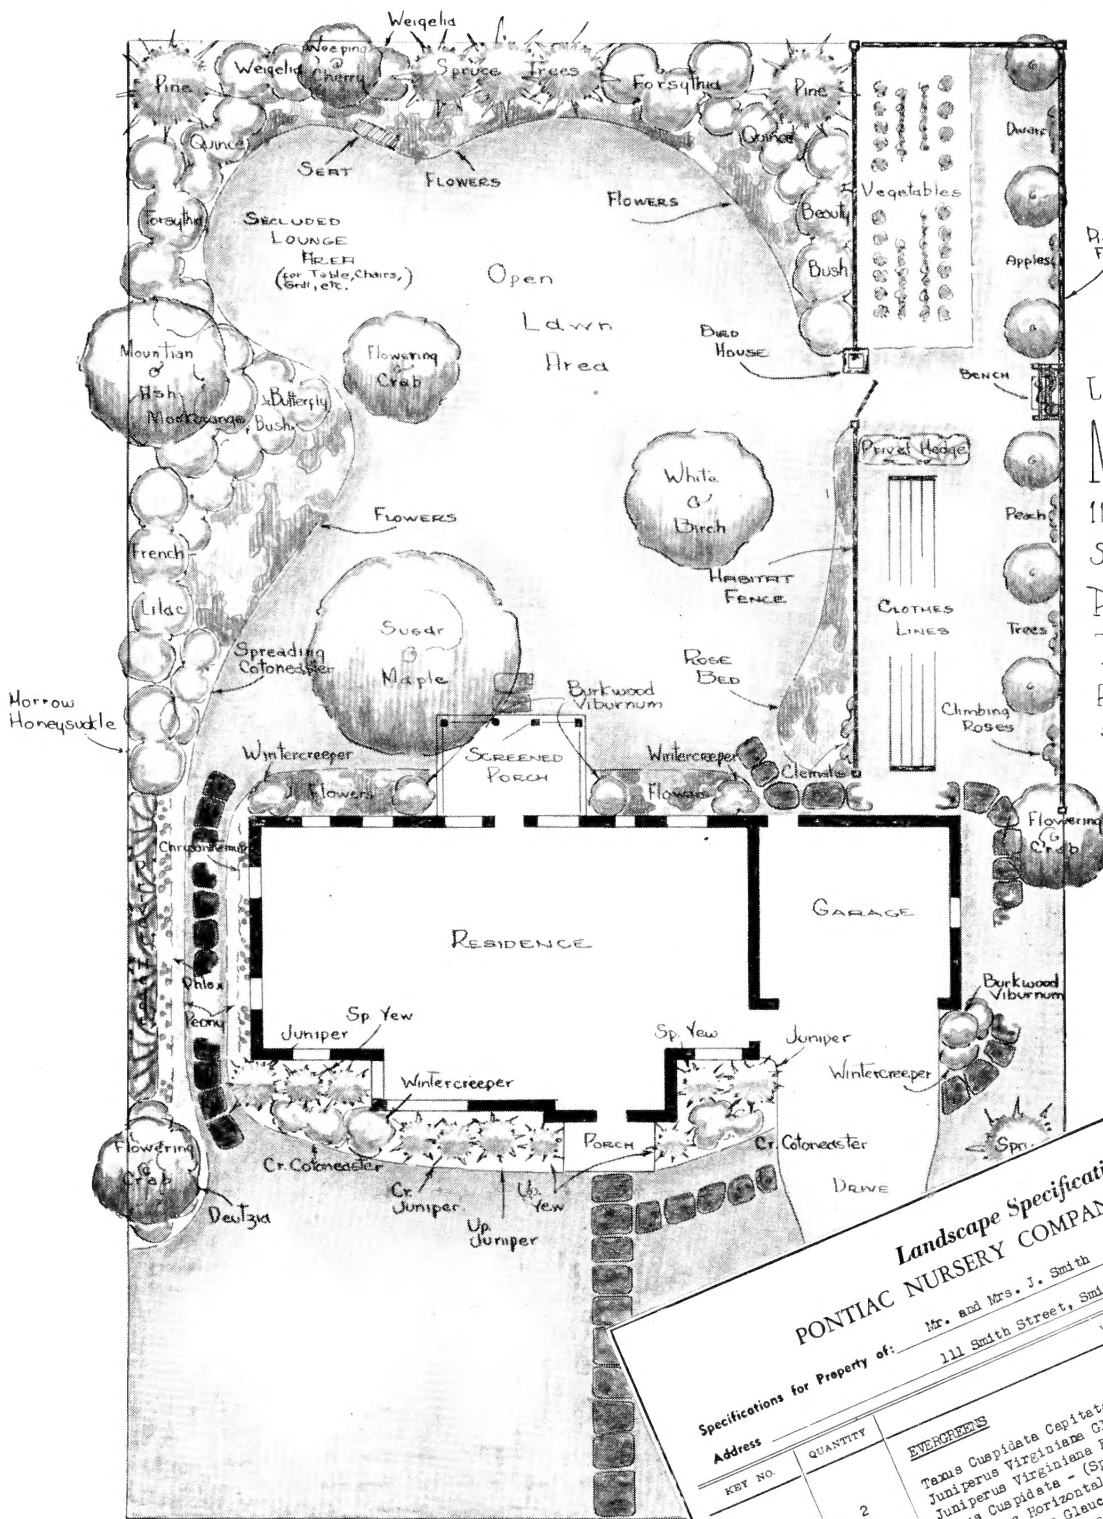 Weigelia
Pine
Weigelia
Weeping
Cherry
Spruce Trees
Forsythia
Pine
Quince
Quince
Dwarf
Seat
Flowers
Vegetables
Flowers
Beauty
Bush
Forsythia
Secluded
Lounge
Area
(for Table, Chairs,
Grill, etc.)
Open
Lawn
Area
Apples
Bird
House
Bench
Mountian
Ash
Mockorange
Flowering
Crab
Butterfly
Bush
Privet Hedge
White
Birch
Flowers
Peach
French
Lilac
Habitat
Fence
Clothes
Lines
Sugar
Maple
Trees
Spreading
Cotoneaster
Rose
Bed
Burkwood
Viburnum
Morrow
Honeysuckle
Climbing
Roses
Wintercreeper
Screened
Porch
Wintercreeper
Clematis
Flowers
Flowers
Flowering
Crab
Residence
Garage
Phlox
Peony
Burkwood
Viburnum
Juniper
Sp. Yew
Sp. Yew
Juniper
Wintercreeper
Wintercreeper
Flowering
Crab
Porch
Cr. Cotoneaster
Cr. Cotoneaster
Deutzia
Cr.
Juniper
Up.
Juniper
Up.
Yew
Drive
Landscape
PONTIAC NURSERY
Specifications for Property of: Mr. and Mrs. J. Smith
Address 111 Smith Street,
KEY NO.
QUANTITY
EVERGREENS
Taxus Cuspidata
Juniperus Virginiana
Juniperus Virginiana
Cuspidata
2